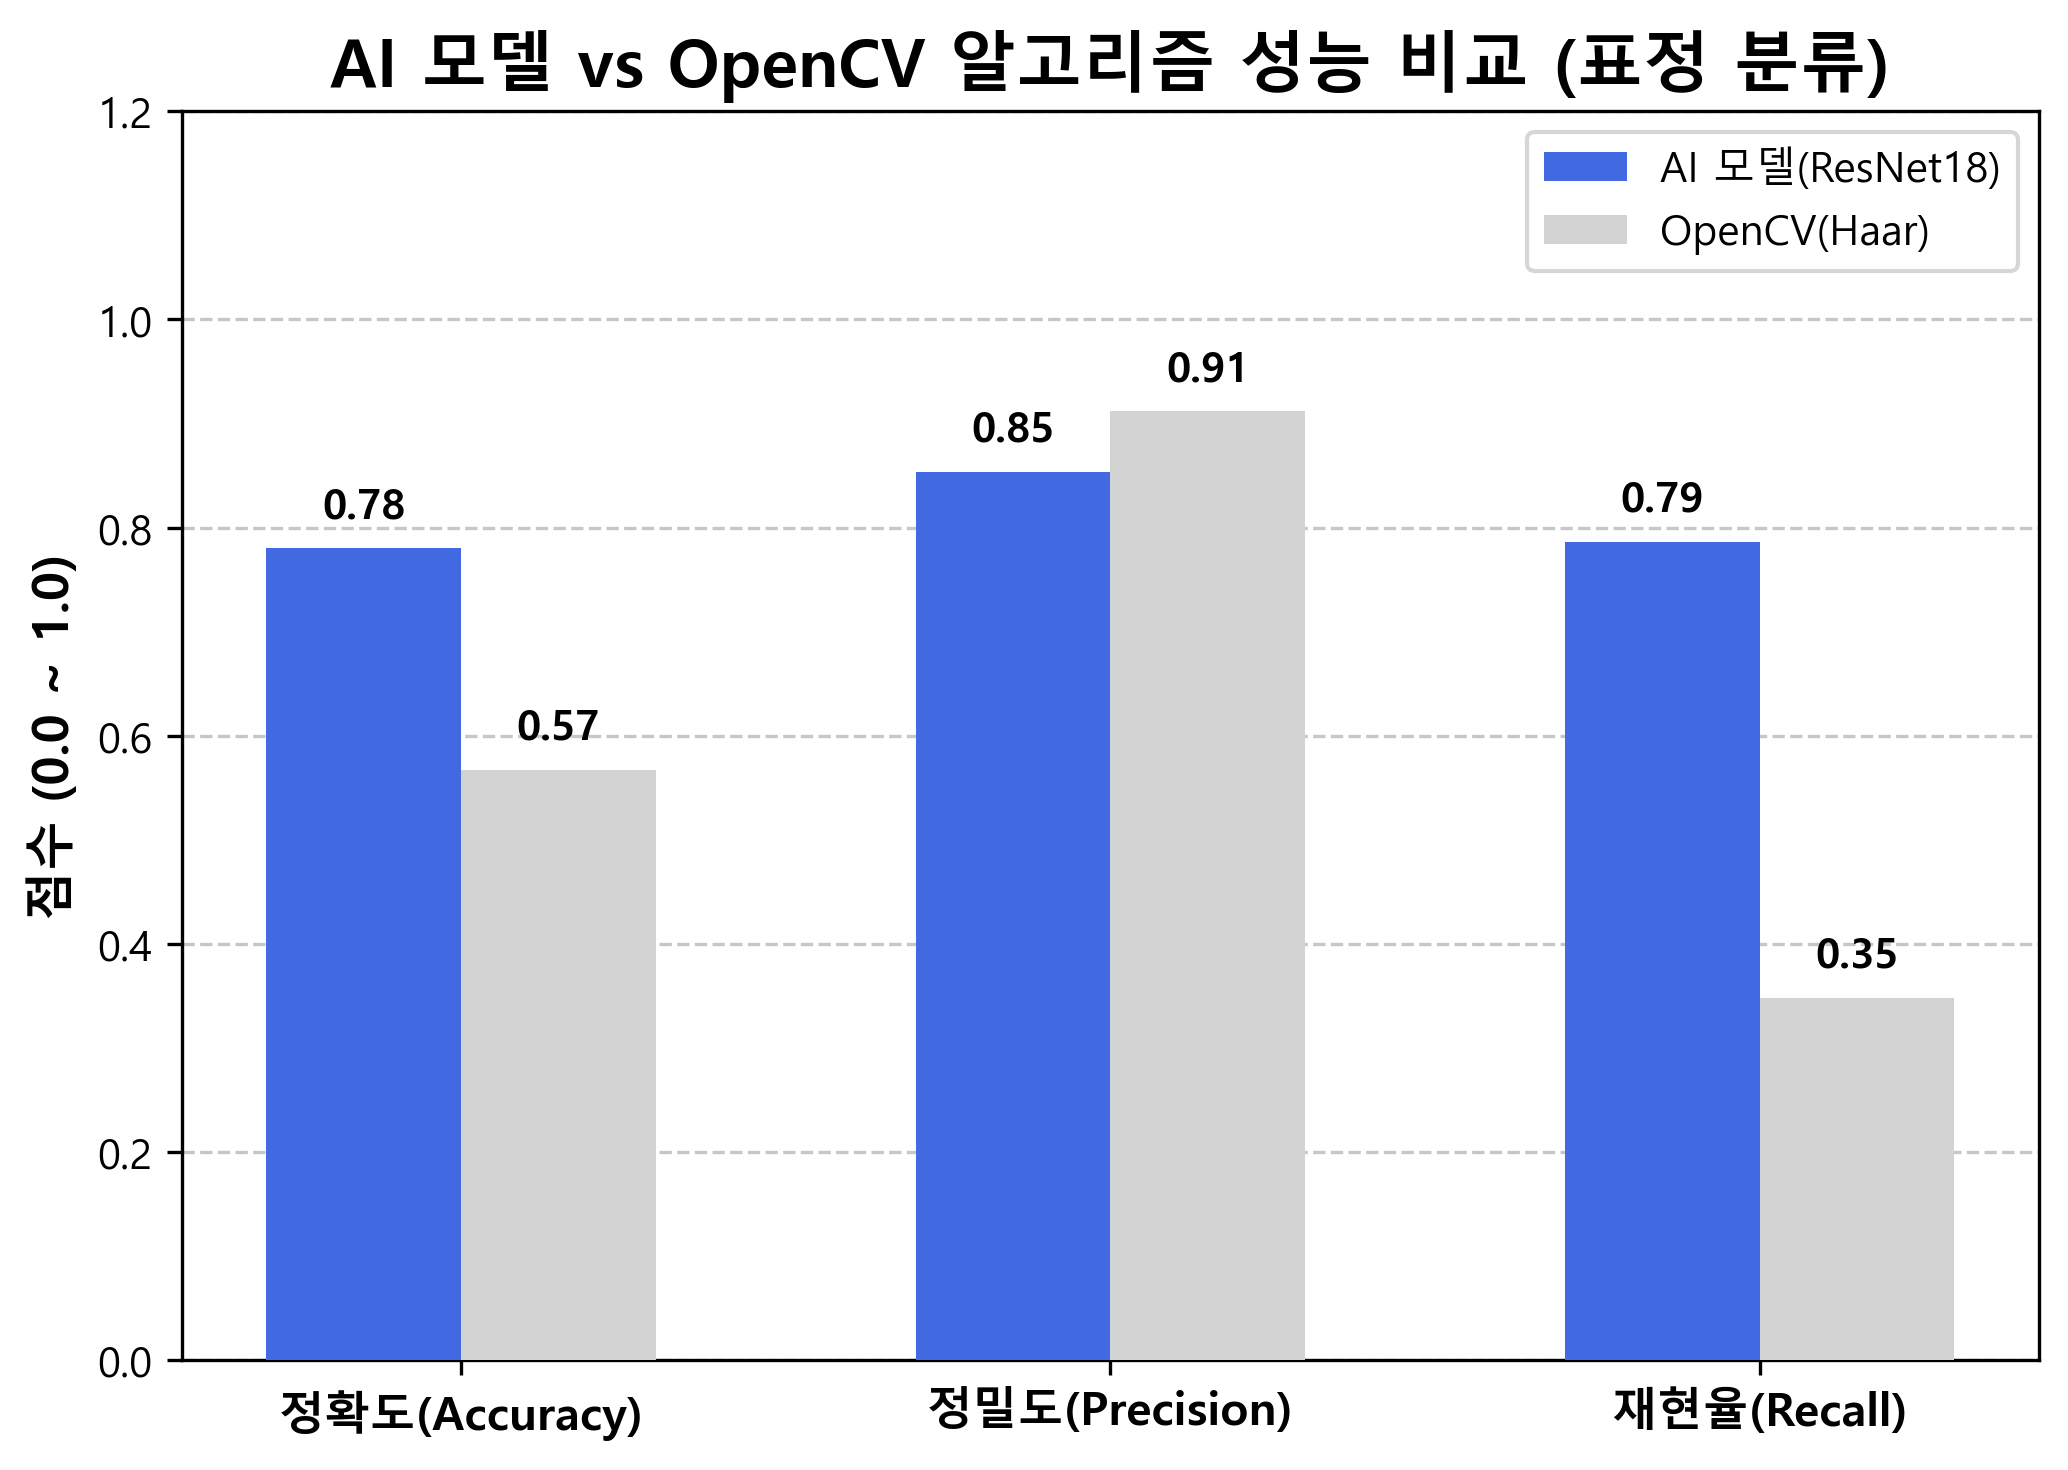 AI 모델 vs OpenCV 알고리즘 성능 비교 (표정 분류)
AI 모델(ResNet18)
OpenCV(Haar)
점수 (0.0 ~ 1.0)
1.2
1.0
0.8
0.6
0.4
0.2
0.0
0.78
0.57
0.85
0.91
0.79
0.35
정확도(Accuracy)
정밀도(Precision)
재현율(Recall)